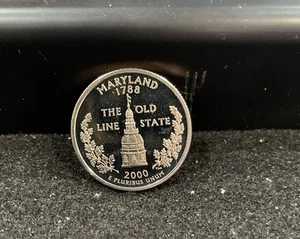 MARYLAND
1788
THE OLD
LINE STATE
2000
E PLURIBUS UNUM